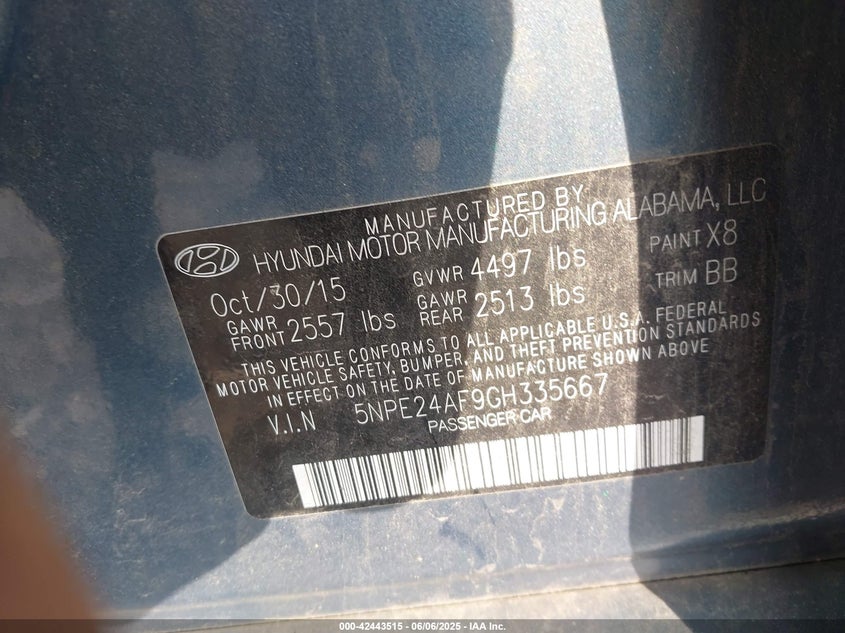 MANUFACTURED BY
HYUNDAI MOTOR MANUFACTURING ALABAMA, LLC
Oct/30/15 GVWR 4497 lbs PAINT X8
GAWR FRONT 2557 lbs GAWR REAR 2513 lbs TRIM BB
THIS VEHICLE CONFORMS TO ALL APPLICABLE U.S.A. FEDERAL
MOTOR VEHICLE SAFETY, BUMPER, AND THEFT PREVENTION STANDARDS
IN EFFECT ON THE DATE OF MANUFACTURE SHOWN ABOVE
V.I.N 5NPE24AF9GH335667
PASSENGER CAR
000-42443515 - 06/06/2025 - IAA Inc.